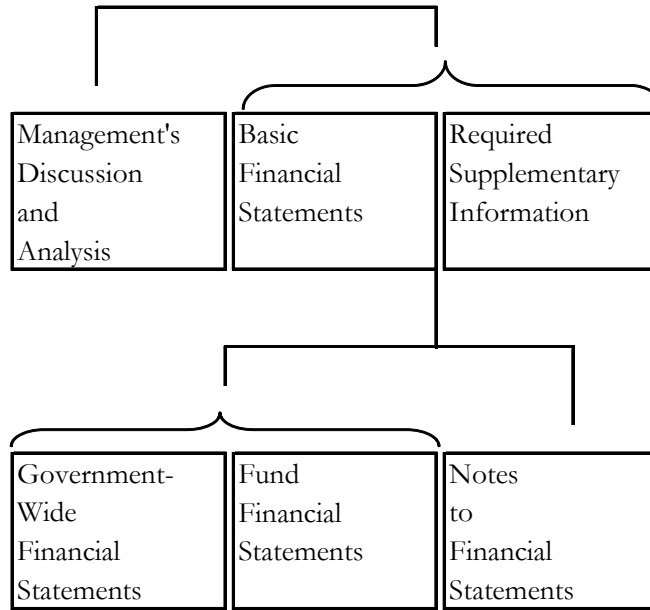 Management's
Discussion
and
Analysis
Basic
Financial
Statements
Required
Supplementary
Information
Government-
Wide
Financial
Statements
Fund
Financial
Statements
Notes
to
Financial
Statements